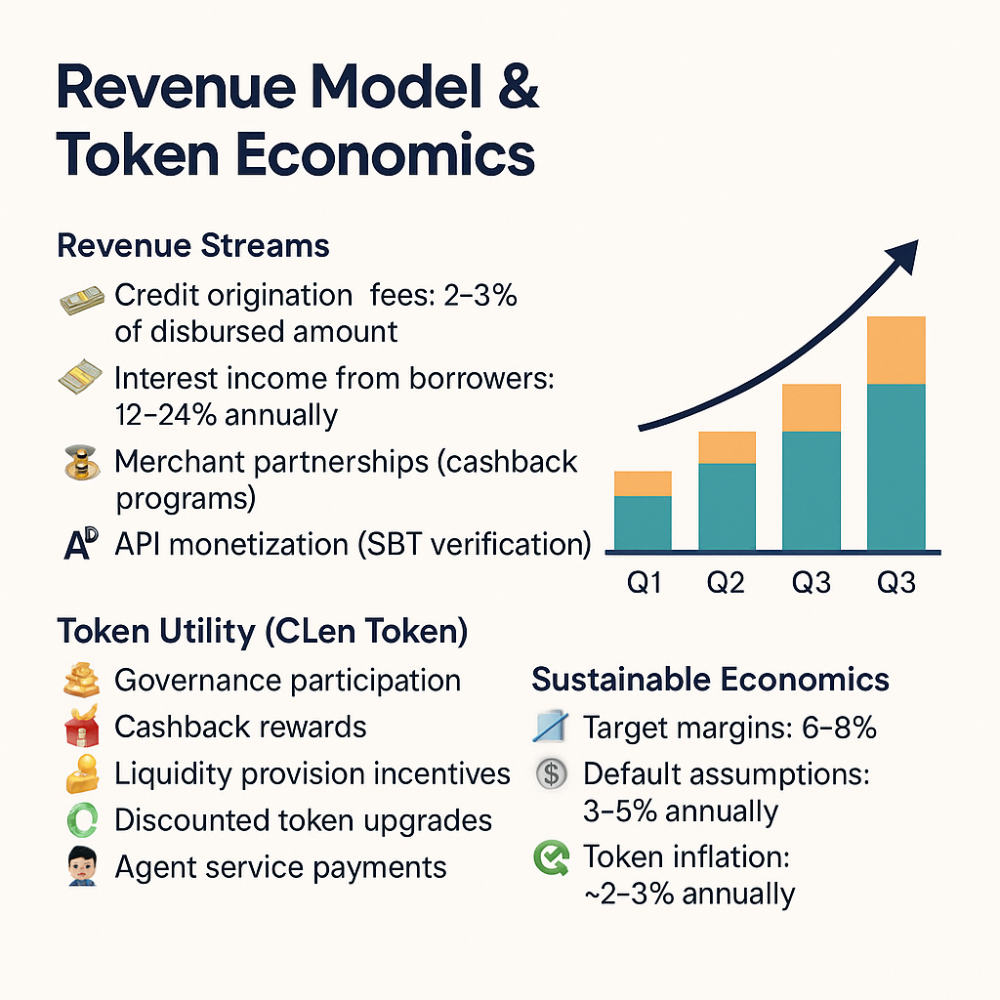 Revenue Model &
Token Economics
Revenue Streams
Credit origination fees: 2–3%
of disbursed amount
Interest income from borrowers:
12–24% annually
Merchant partnerships (cashback
programs)
AD API monetization (SBT verification)
Q1 Q2 Q3 Q3
Token Utility (CLen Token)
Governance participation
Cashback rewards
Liquidity provision incentives
Discounted token upgrades
Agent service payments
Sustainable Economics
Target margins: 6–8%
$ Default assumptions:
3–5% annually
Token inflation:
~2–3% annually